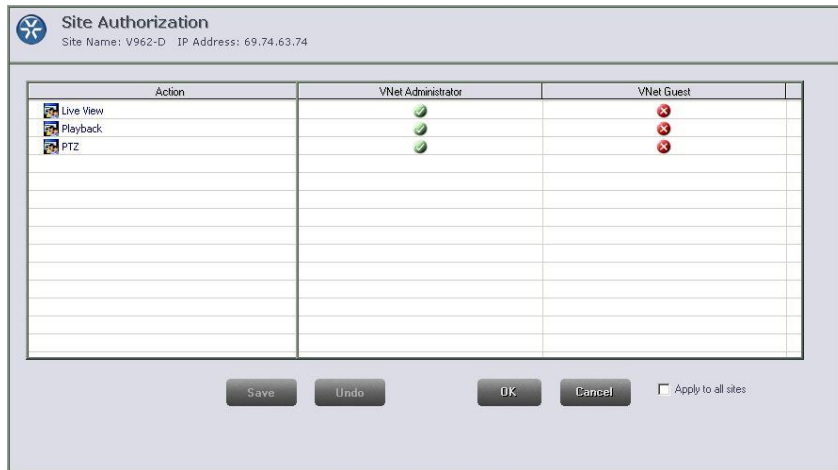 Site Authorization
Site Name: V962-D IP Address: 69.74.63.74
Action VNet Administrator VNet Guest
Live View
Playback
PTZ
Save Undo OK Cancel Apply to all sites